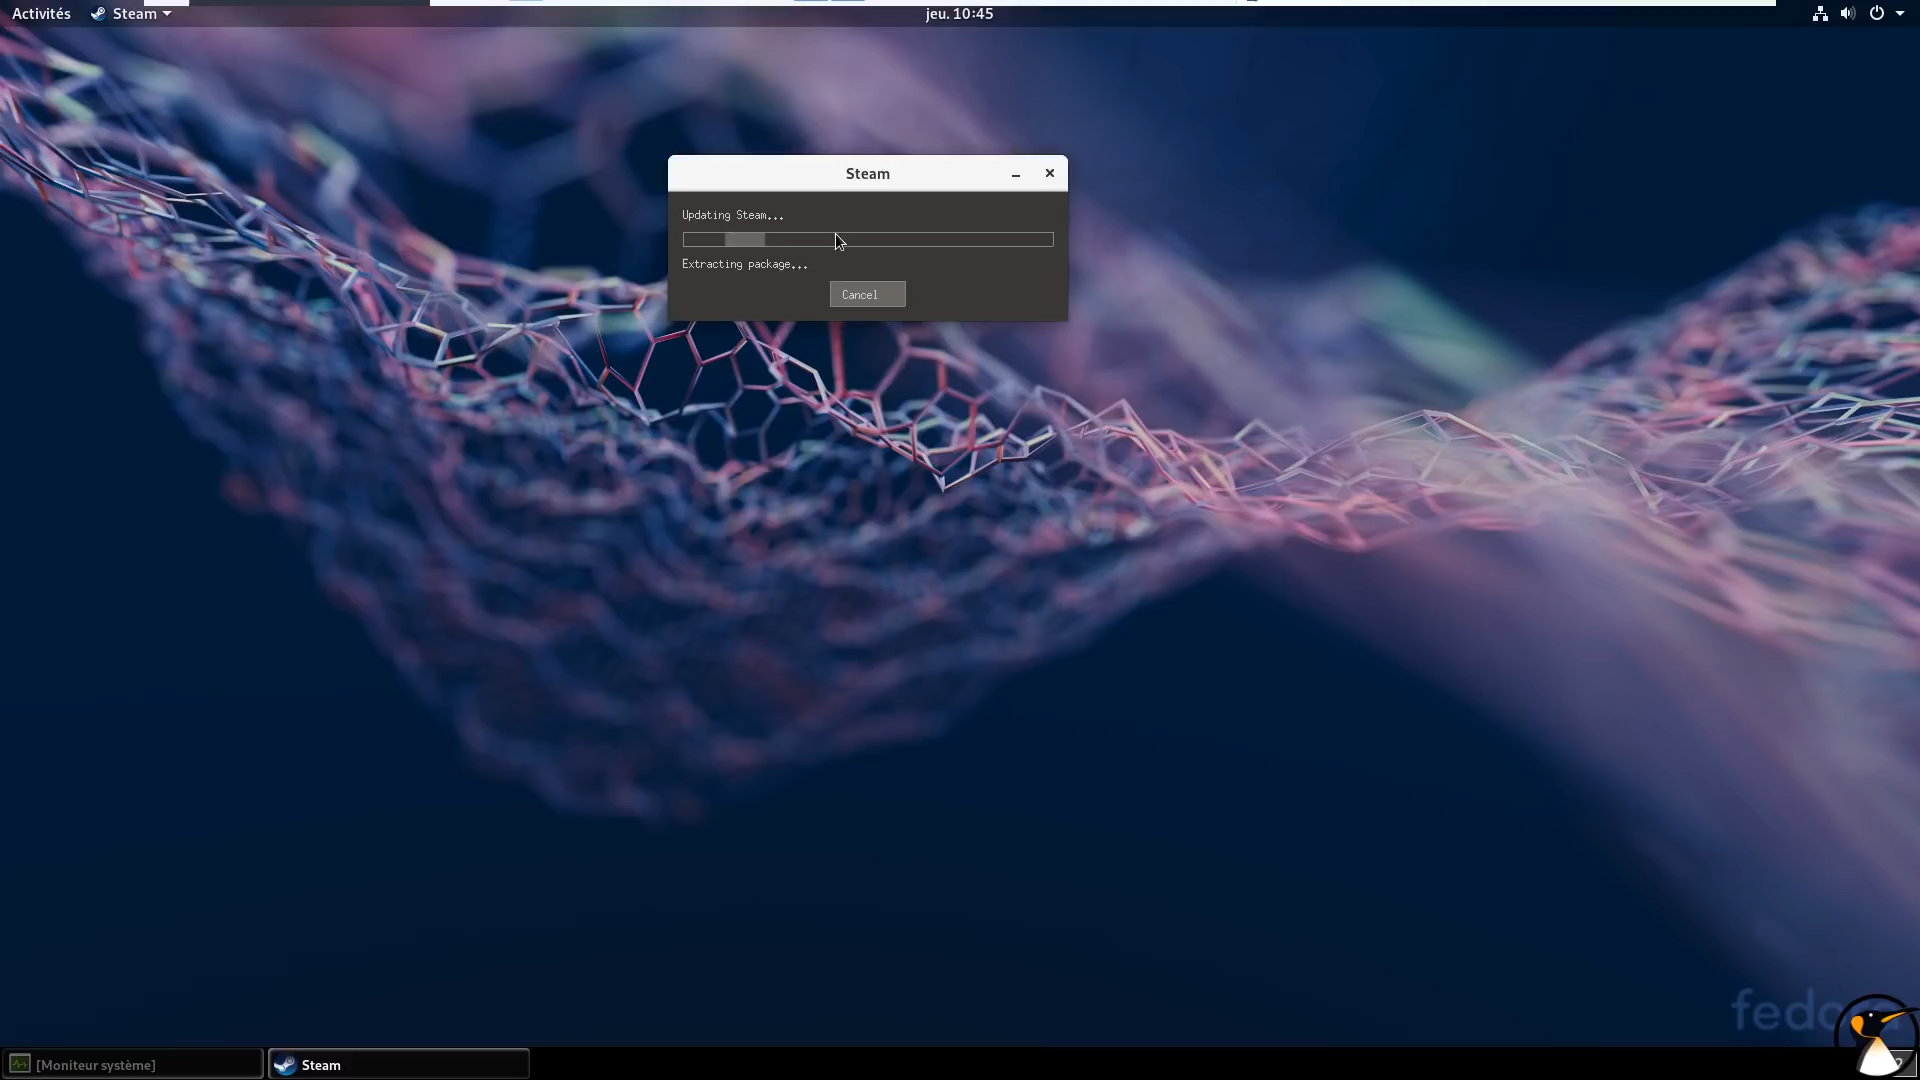 Activités
Steam
jeu. 10:45
Steam
Updating Steam...
Extracting package...
Cancel
[Moniteur système]
Steam